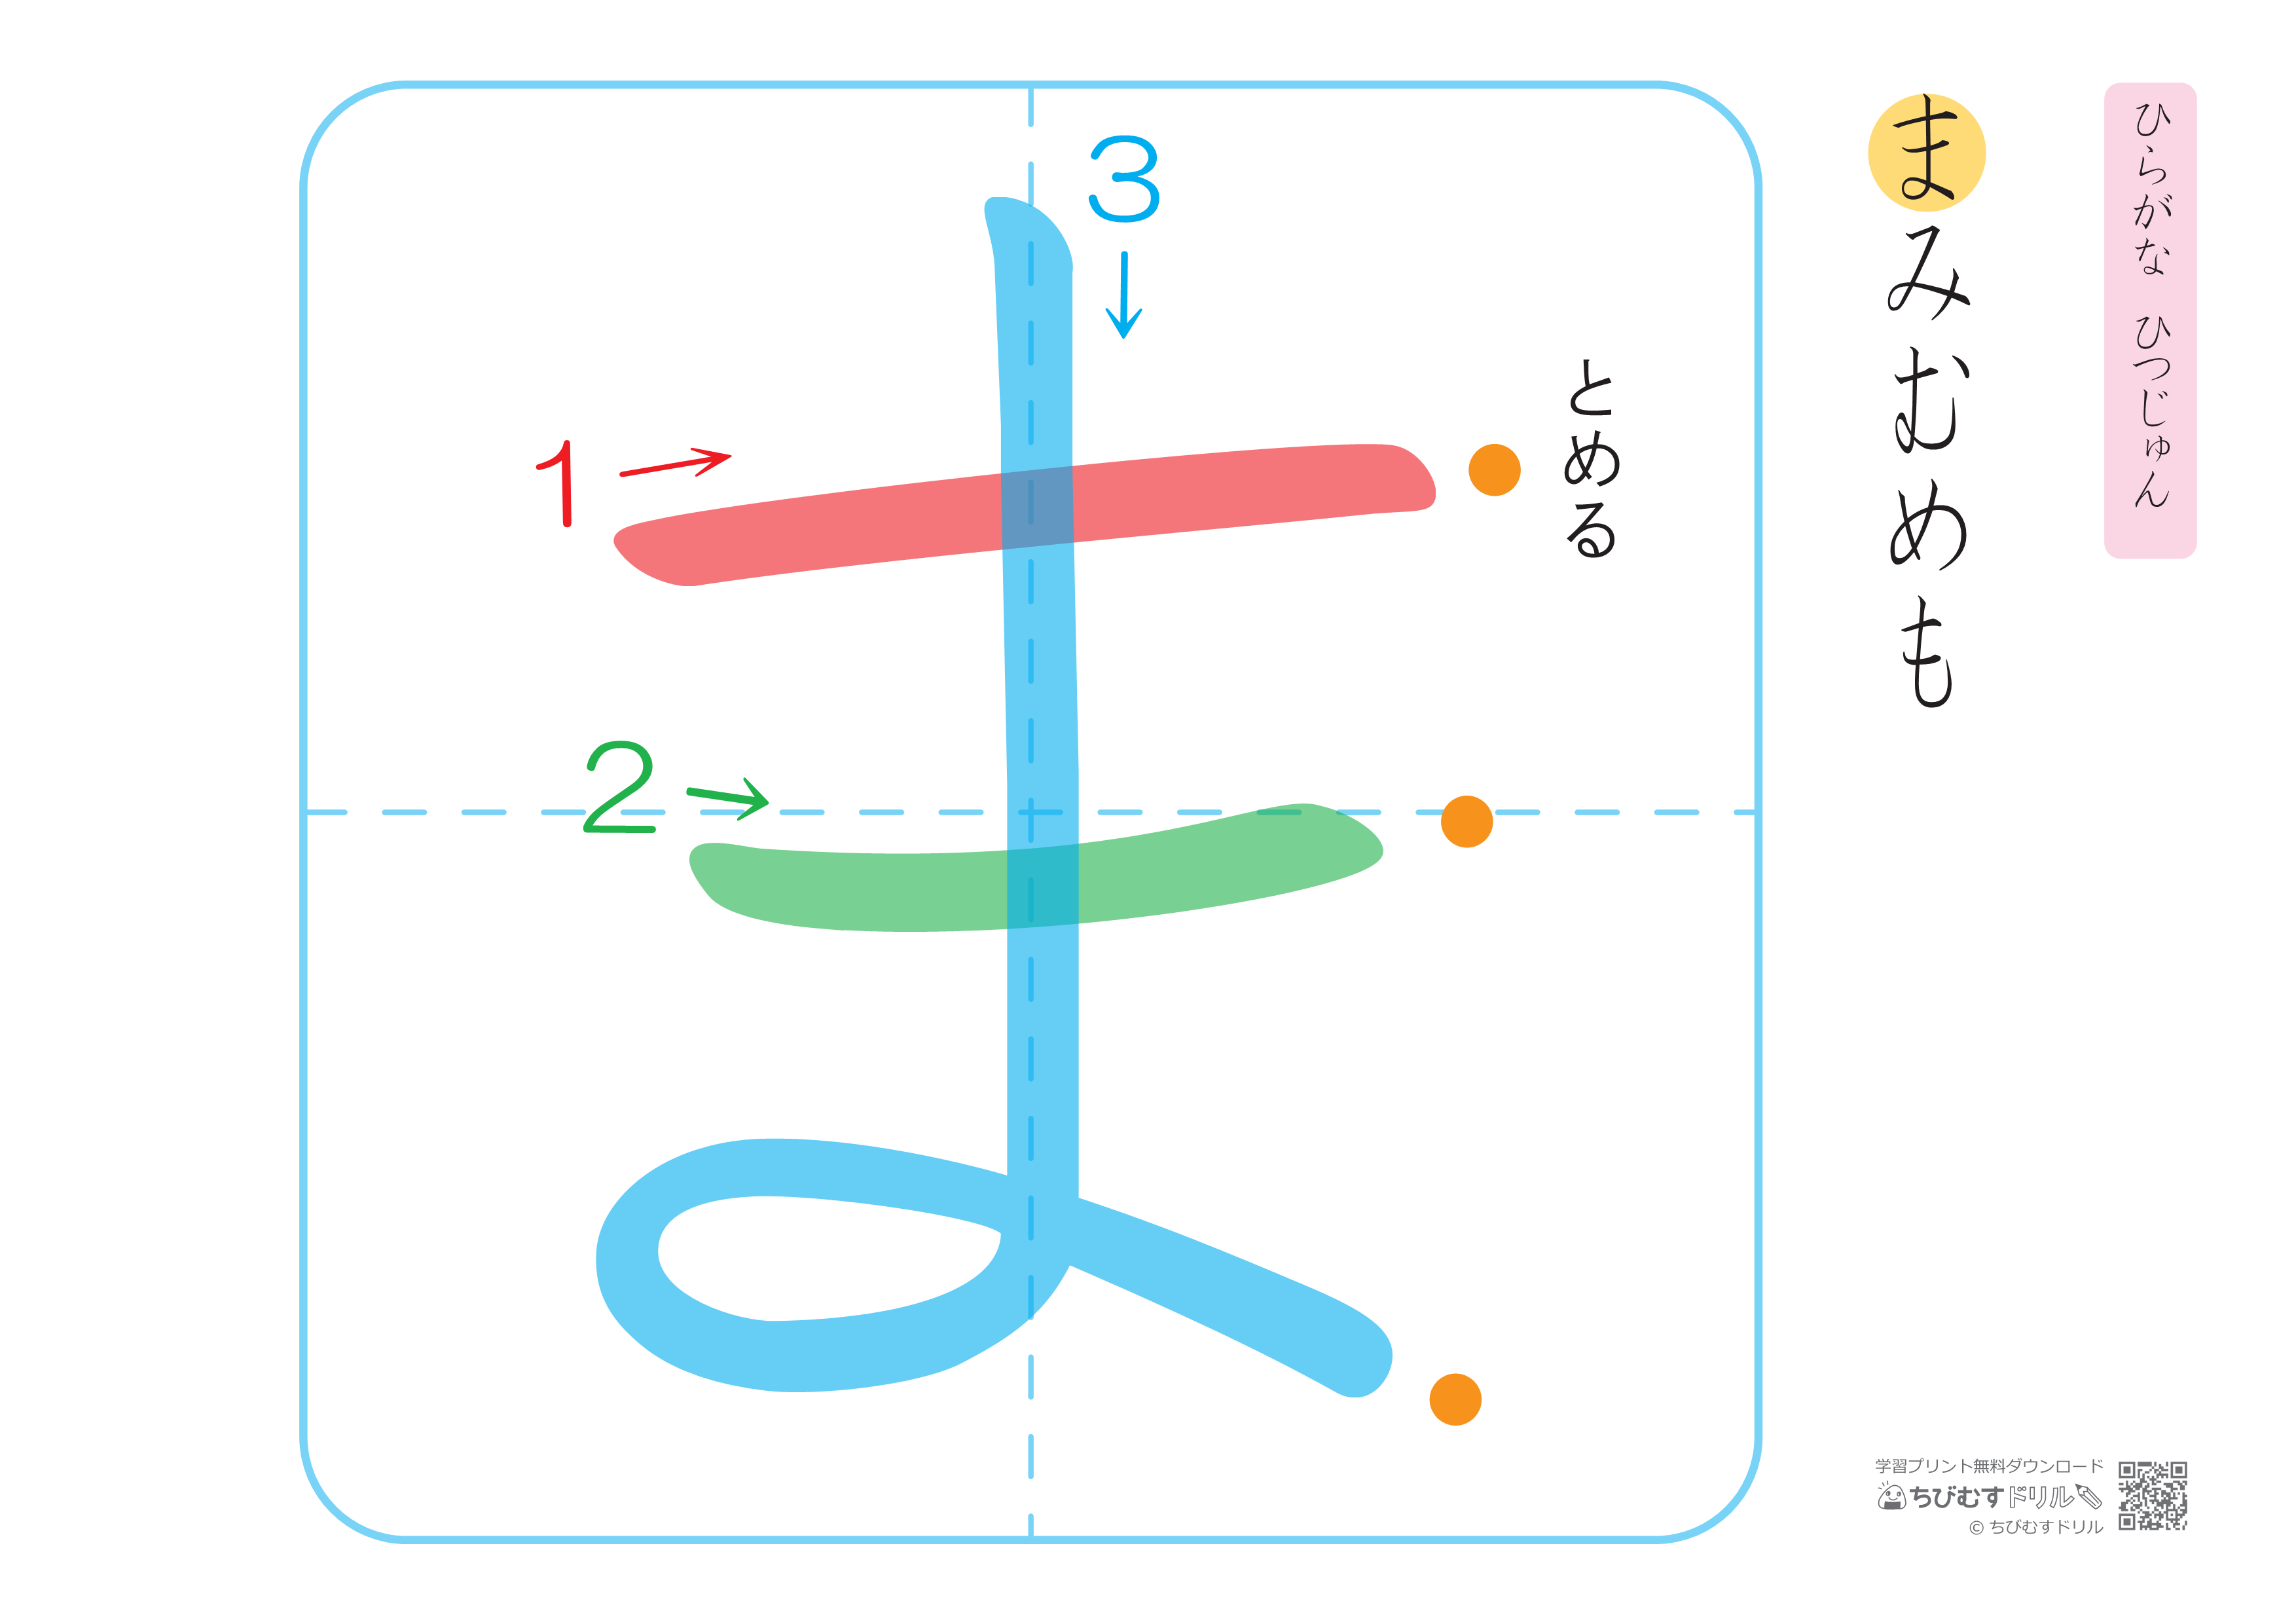 ひらがな ひつじゅん
まみむめも
ま
1
2
3
とめる
学習プリント無料ダウンロード
ちびむすドリル
© ちびむすドリル